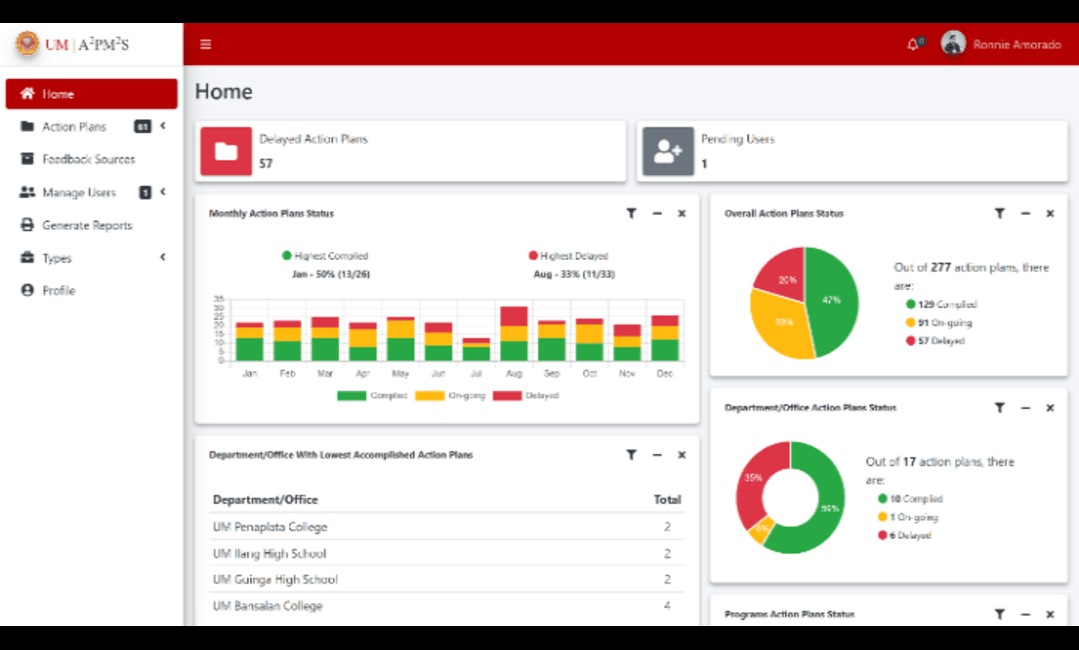 UM | A²PM²S
Ronnie Amorado
Home
Action Plans 61
Feedback Sources
Manage Users 1
Generate Reports
Types
Profile
Home
Delayed Action Plans
57
Pending Users
1
Monthly Action Plans Status
Highest Complied
Jan - 50% (13/26)
Highest Delayed
Aug - 33% (11/33)
35
30
25
20
15
10
5
0
Jan Feb Mar Apr May Jun Jul Aug Sep Oct Nov Dec
Complied On-going Delayed
Department/Office With Lowest Accomplished Action Plans
Department/Office Total
UM Penaplata College 2
UM Ilang High School 2
UM Guinga High School 2
UM Bansalan College 4
Overall Action Plans Status
20%
47%
33%
Out of 277 action plans, there
are:
129 Complied
91 On-going
57 Delayed
Department/Office Action Plans Status
35%
59%
6%
Out of 17 action plans, there
are:
10 Complied
1 On-going
6 Delayed
Programs Action Plans Status